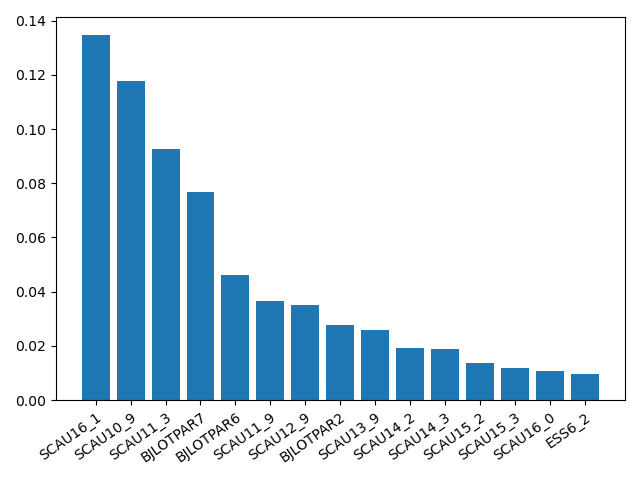 0.14
0.12
0.10
0.08
0.06
0.04
0.02
0.00
SCAU16_1
SCAU10_9
SCAU11_3
BJLOTPAR7
BJLOTPAR6
SCAU11_9
SCAU12_9
BJLOTPAR2
SCAU13_9
SCAU14_2
SCAU14_3
SCAU15_2
SCAU15_3
SCAU16_0
ESS6_2